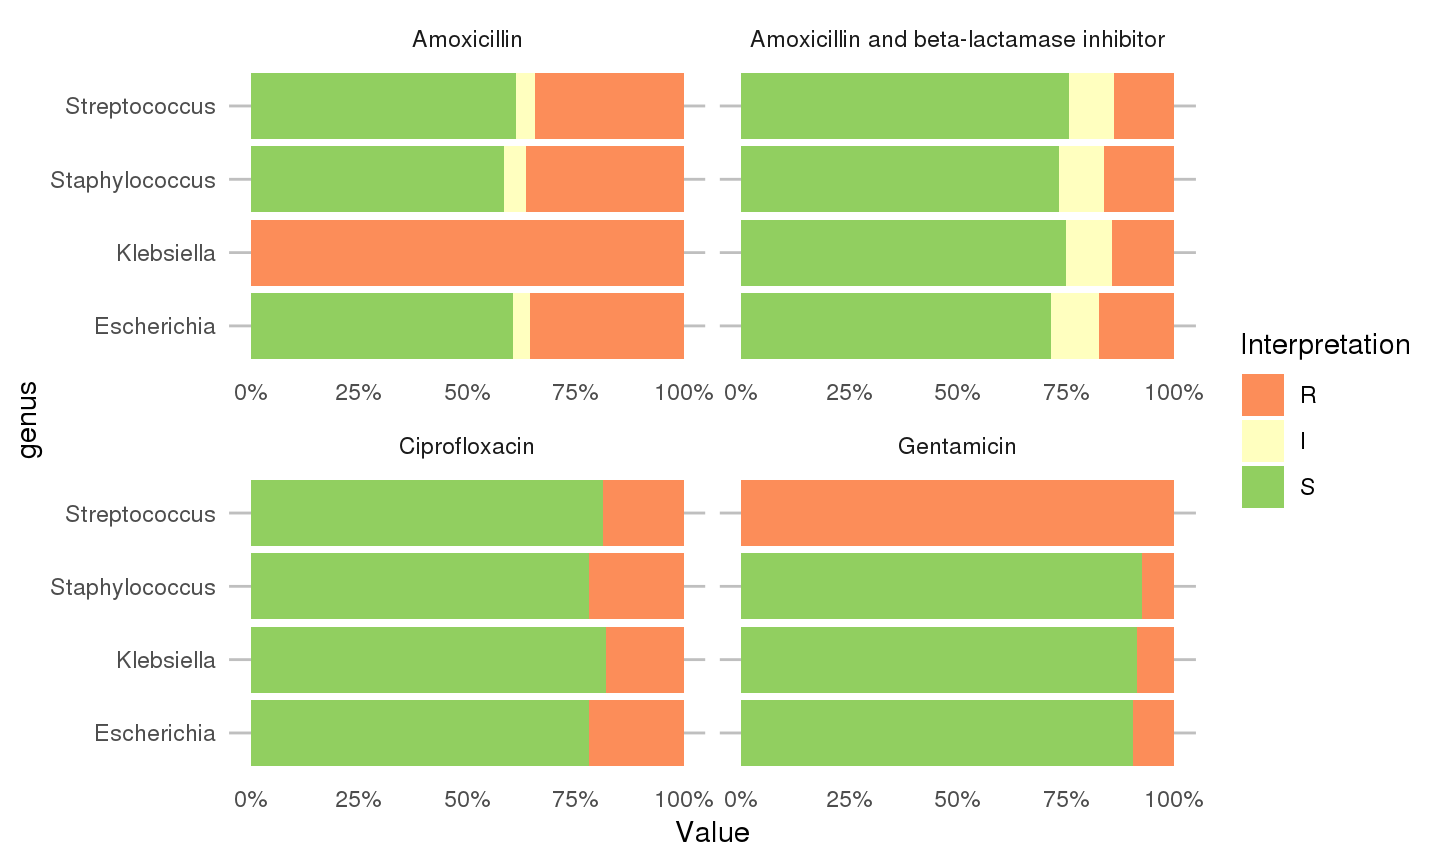 Amoxicillin
Amoxicillin and beta-lactamase inhibitor
Streptococcus
Staphylococcus
Klebsiella
Escherichia
0% 25% 50% 75% 100% 0% 25% 50% 75% 100%
Ciprofloxacin
Gentamicin
Streptococcus
Staphylococcus
Klebsiella
Escherichia
0% 25% 50% 75% 100% 0% 25% 50% 75% 100%
Value
genus
Interpretation
R
I
S